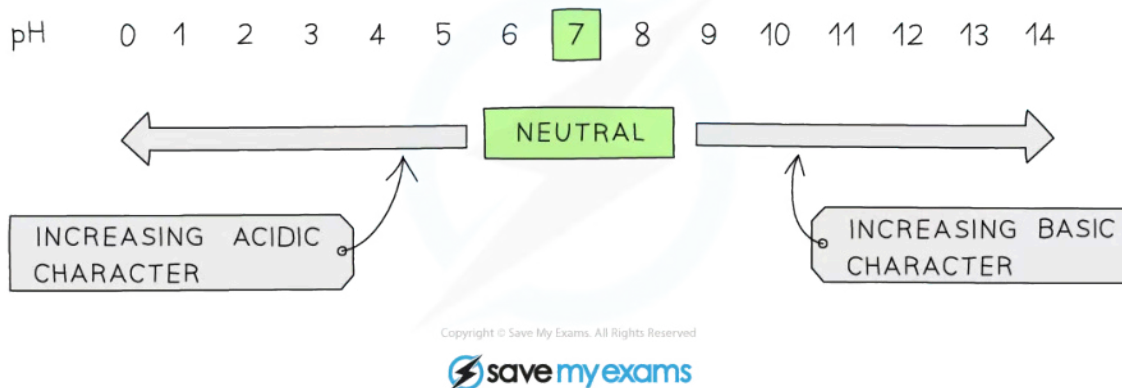 pH 0 1 2 3 4 5 6 7 8 9 10 11 12 13 14
NEUTRAL
INCREASING ACIDIC
CHARACTER
INCREASING BASIC
CHARACTER
Copyright © Save My Exams. All Rights Reserved
save my exams